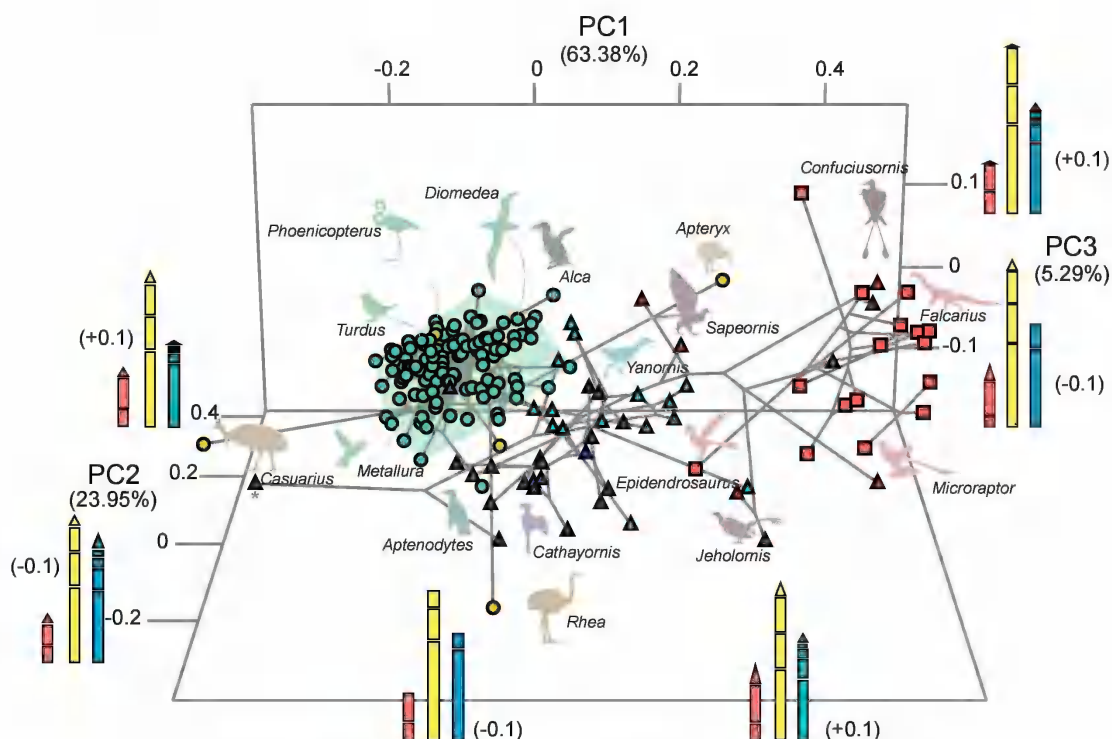 PC1
(63.38%)
-0.2
0
0.2
0.4
Confuciusornis
(+0.1)
0.1
Diomedea
Phoenicopterus
Apteryx
PC3
(5.29%)
0
Alca
Falcarius
(+0.1)
Turdus
Sapeornis
-0.1
Yanornis
(-0.1)
0.4
PC2
(23.95%)
0.2
Casuarius
*
Metallura
Epidendrosaurus
Microraptor
0
Aptenodytes
Cathayornis
Jeholornis
(-0.1)
-0.2
Rhea
(-0.1)
(+0.1)